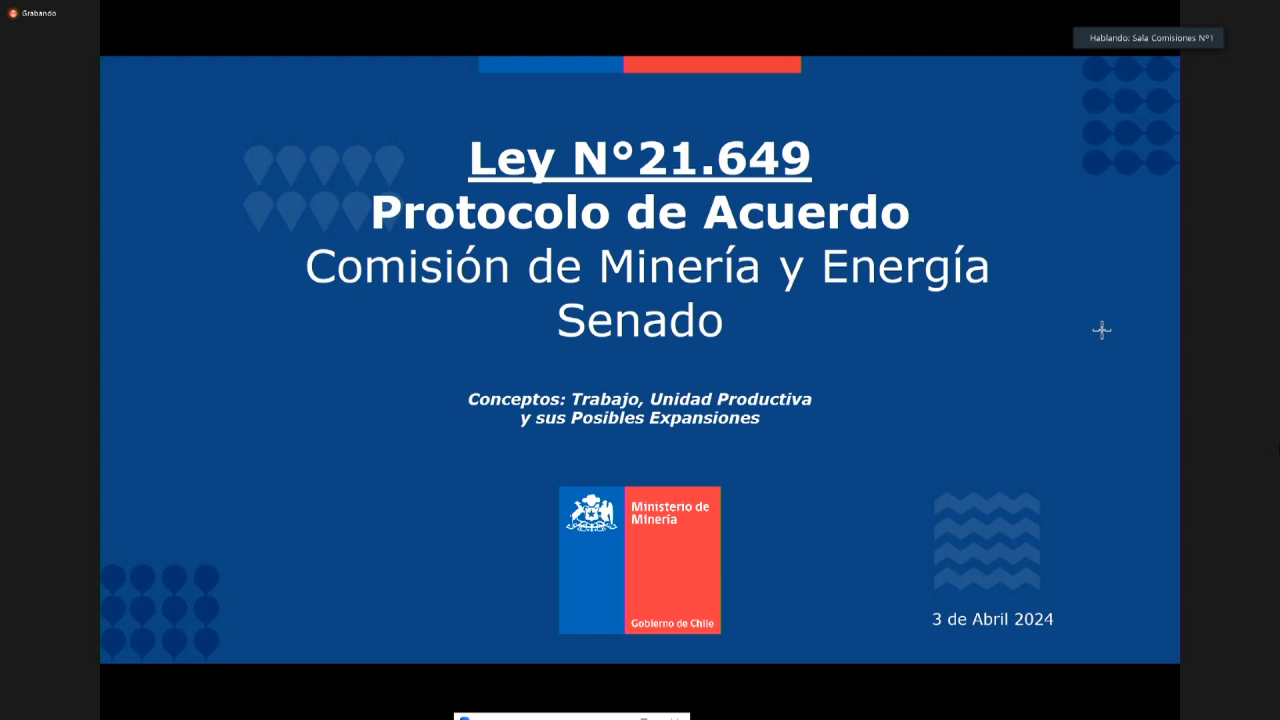 Grabando
Hablando: Sala Comisiones Nº1
Ley N°21.649
Protocolo de Acuerdo
Comisión de Minería y Energía
Senado
Conceptos: Trabajo, Unidad Productiva
y sus Posibles Expansiones
Ministerio de
Minería
Gobierno de Chile
3 de Abril 2024